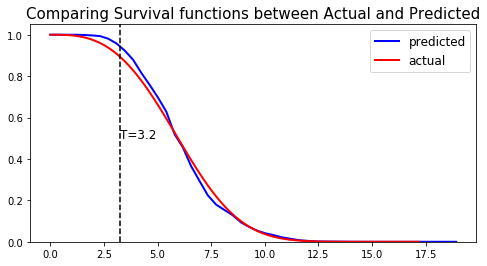 Comparing Survival functions between Actual and Predicted
1.0
0.8
0.6
0.4
0.2
0.0
predicted
actual
T=3.2
0.0 2.5 5.0 7.5 10.0 12.5 15.0 17.5